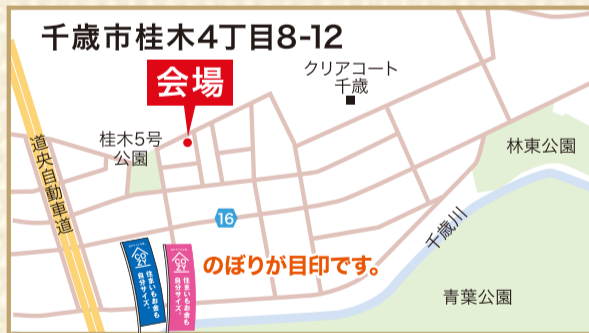 千歳市桂木4丁目8-12
会場
クリアコート
千歳
桂木5号
公園
道央自動車道
林東公園
16
千歳川
のぼりが目印です。
COZY
住まいもお金も
自分サイズ。
COZY
住まいもお金も
自分サイズ。
青葉公園